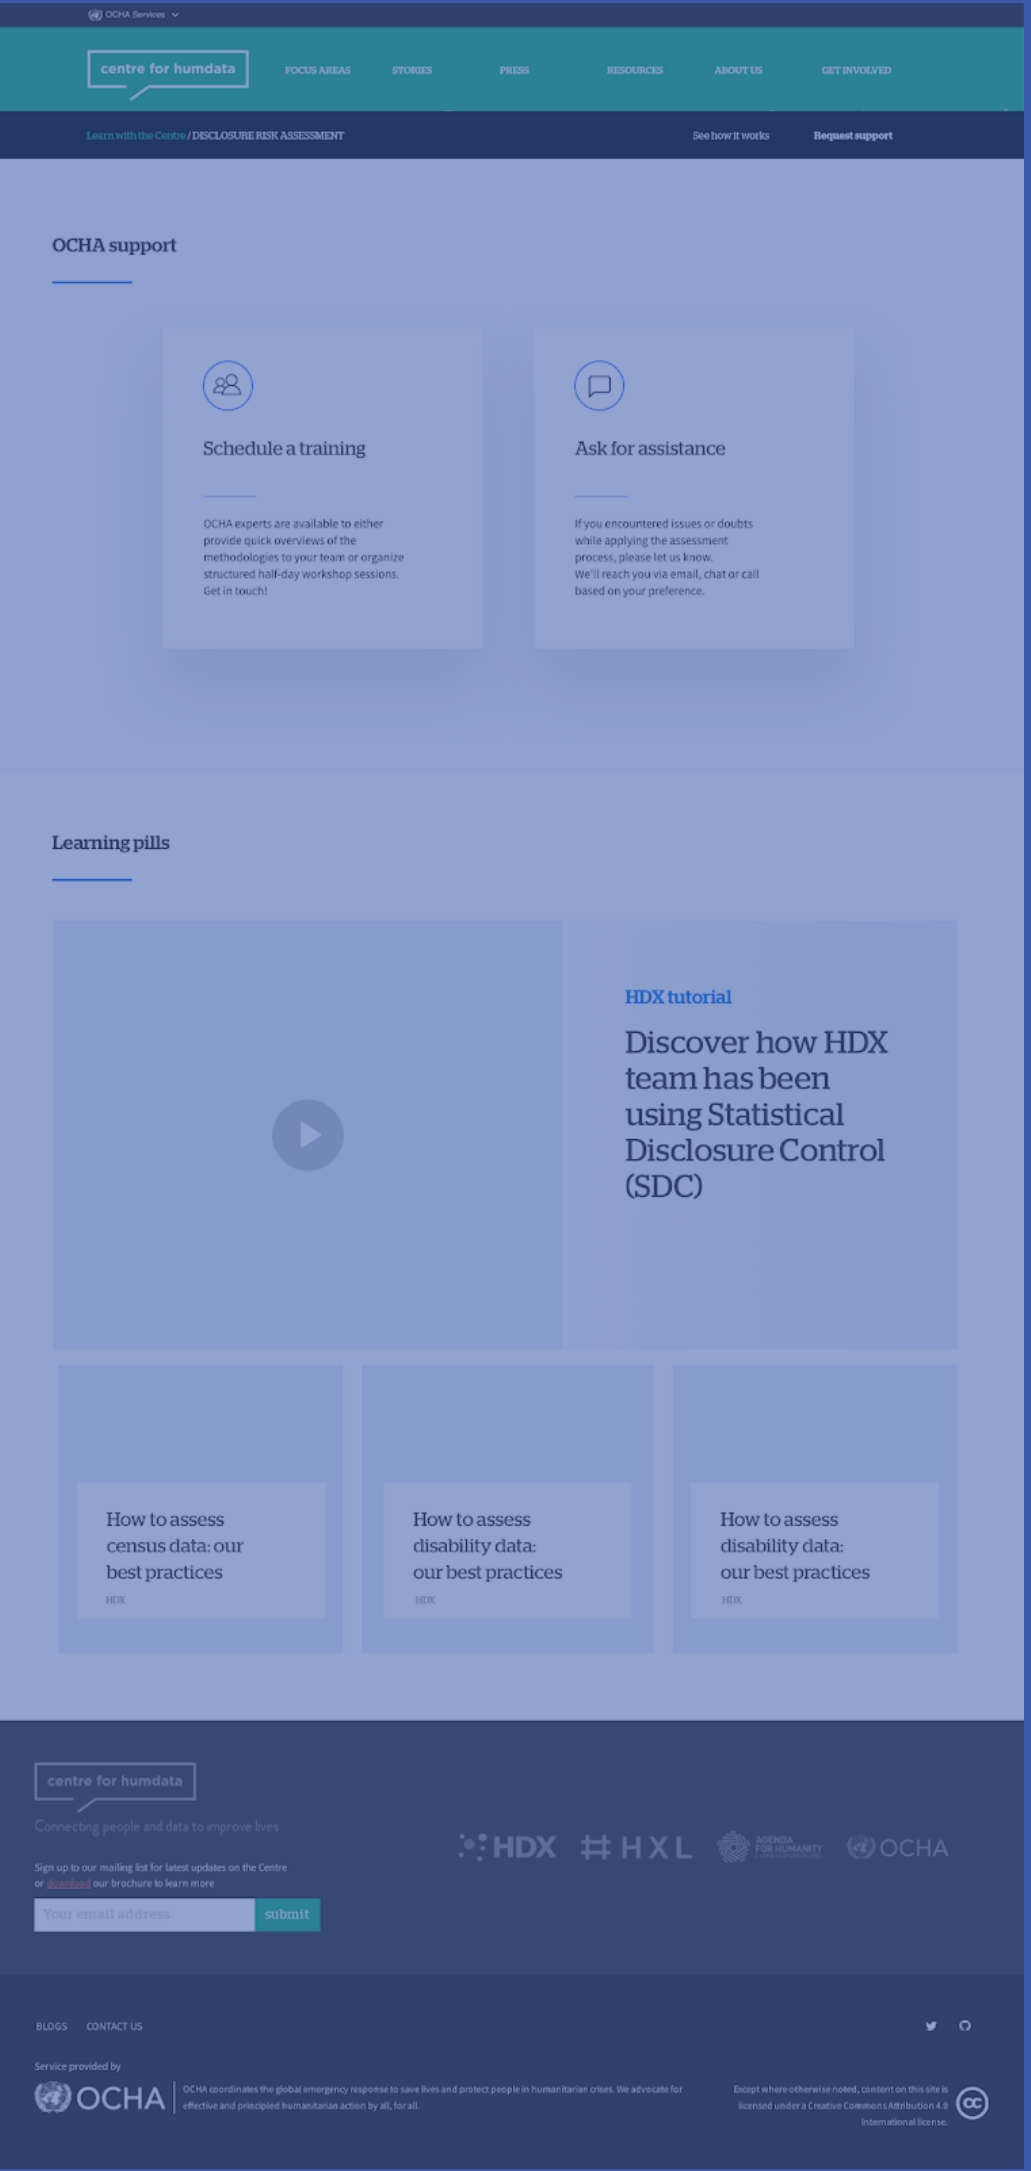 OCHA Services
centre for humdata
FOCUS AREAS
STORIES
PRESS
RESOURCES
ABOUT US
GET INVOLVED
Learn with the Centre / DISCLOSURE RISK ASSESSMENT
See how it works
Request support
OCHA support
Schedule a training
OCHA experts are available to either
provide quick overviews of the
methodologies to your team or organize
structured half-day workshop sessions.
Get in touch!
Ask for assistance
If you encountered issues or doubts
while applying the assessment
process, please let us know.
We'll reach you via email, chat or call
based on your preference.
Learning pills
HDX tutorial
Discover how HDX
team has been
using Statistical
Disclosure Control
(SDC)
How to assess
census data: our
best practices
HDX
How to assess
disability data:
our best practices
HDX
How to assess
disability data:
our best practices
HDX
centre for humdata
Connecting people and data to improve lives
Sign up to our mailing list for latest updates on the Centre
or download our brochure to learn more
Your email address
submit
HDX
HXL
AGENDA
FOR HUMANITY
OCHA
BLOGS
CONTACT US
Service provided by
OCHA
OCHA coordinates the global emergency response to save lives and protect people in humanitarian crises. We advocate for
effective and principled humanitarian action by all, for all.
Except where otherwise noted, content on this site is
licensed under a Creative Commons Attribution 4.0
International license.
cc